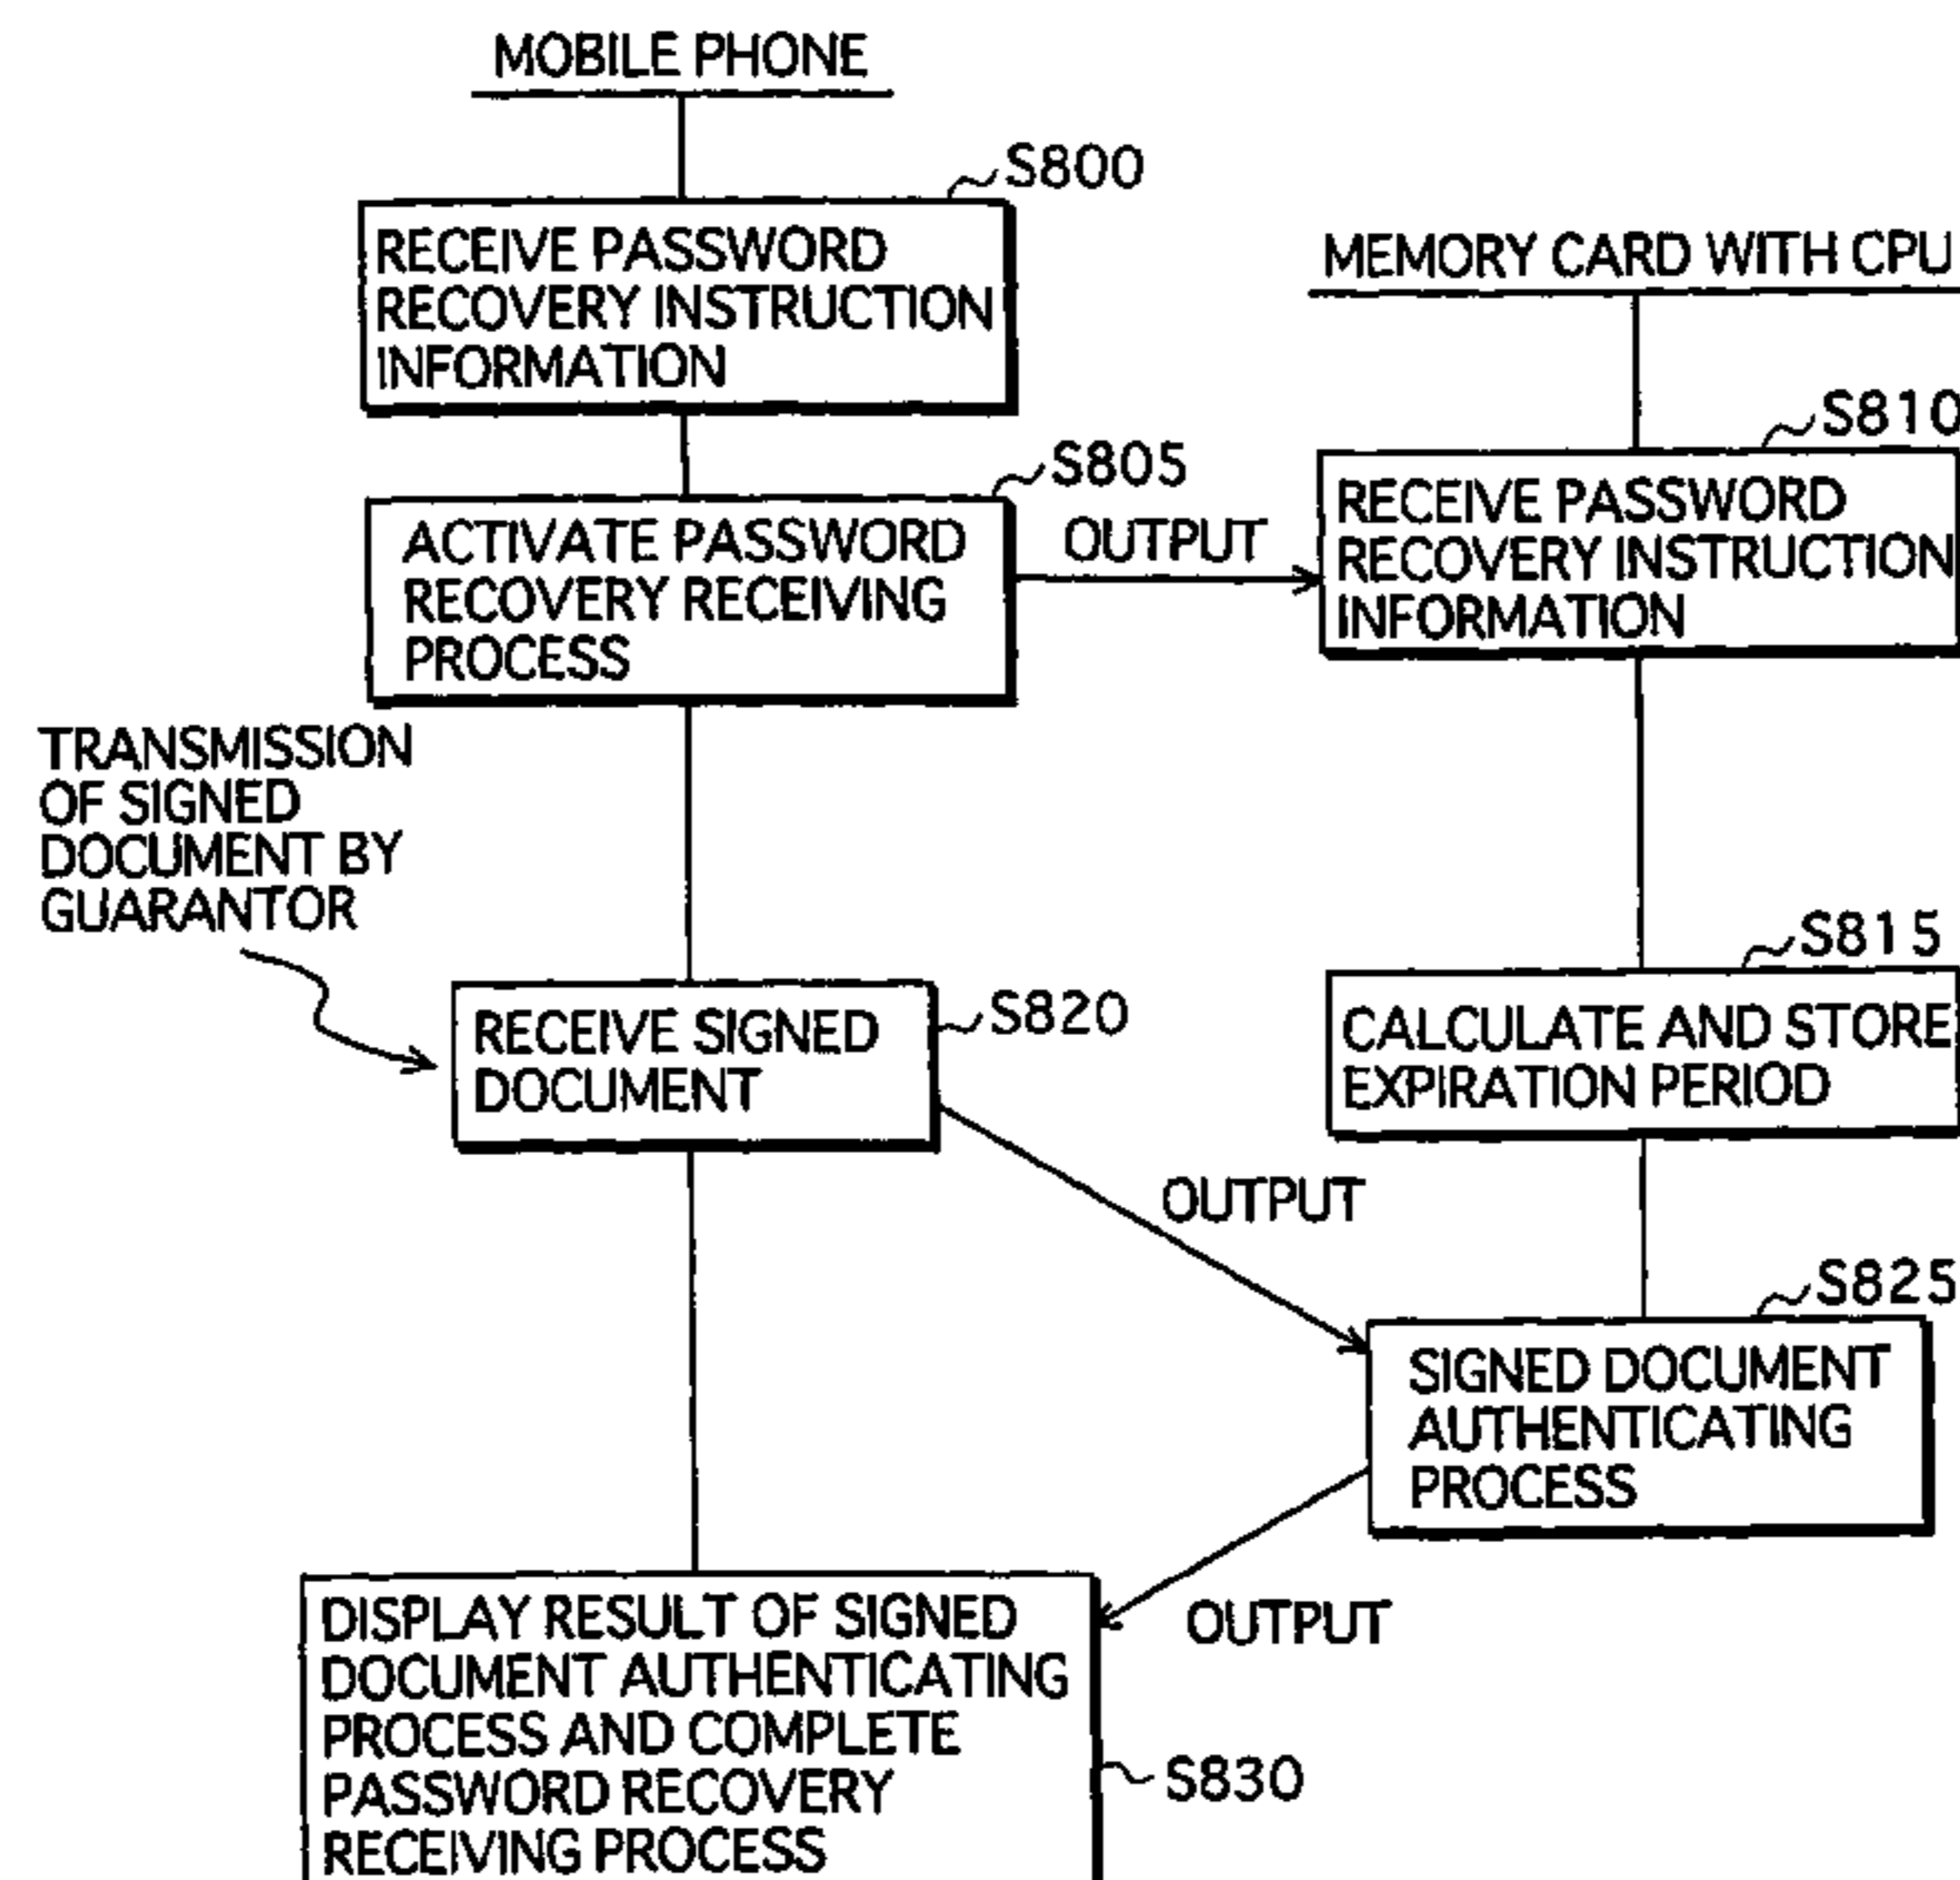 MOBILE PHONE
S800
RECEIVE PASSWORD
RECOVERY INSTRUCTION
INFORMATION
MEMORY CARD WITH CPU
S805
ACTIVATE PASSWORD
RECOVERY RECEIVING
PROCESS
OUTPUT
S810
RECEIVE PASSWORD
RECOVERY INSTRUCTION
INFORMATION
TRANSMISSION
OF SIGNED
DOCUMENT BY
GUARANTOR
S815
CALCULATE AND STORE
EXPIRATION PERIOD
S820
RECEIVE SIGNED
DOCUMENT
OUTPUT
S825
SIGNED DOCUMENT
AUTHENTICATING
PROCESS
OUTPUT
DISPLAY RESULT OF SIGNED
DOCUMENT AUTHENTICATING
PROCESS AND COMPLETE
PASSWORD RECOVERY
RECEIVING PROCESS
S830